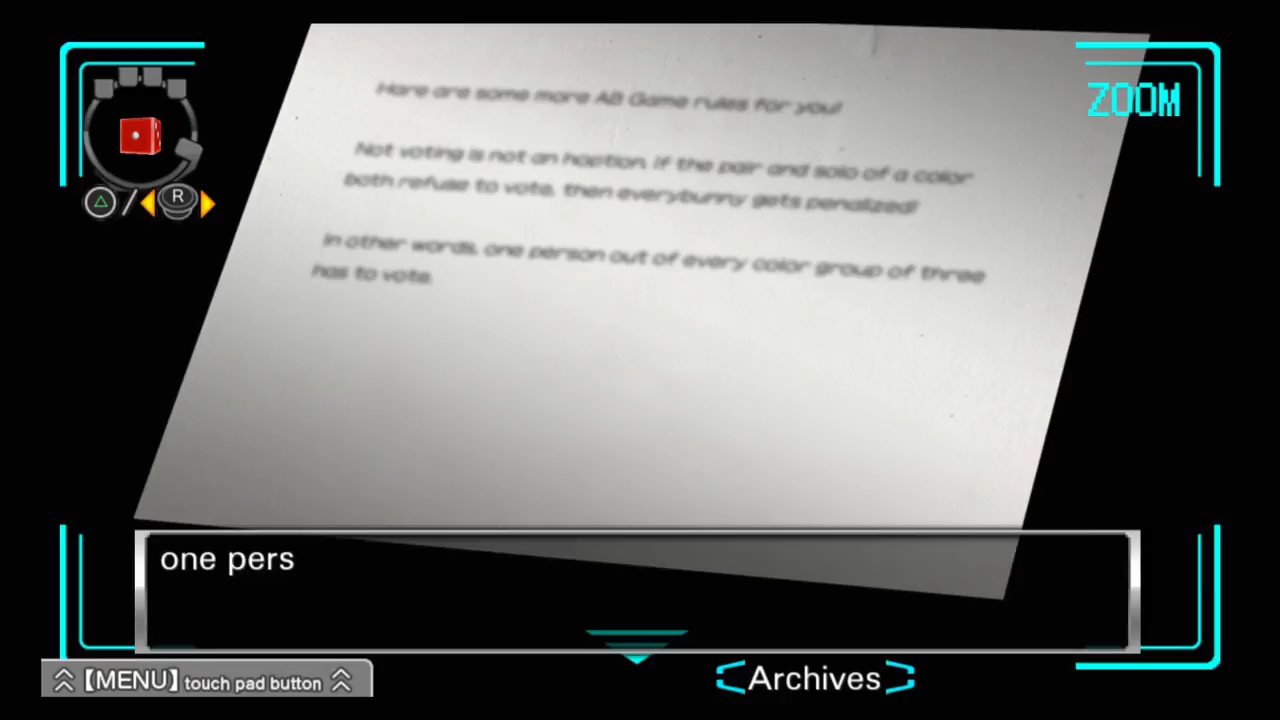 ZOOM
R
Hare are some more AB Game rules for you!
Not voting is not an hoption. If the pair and solo of a color
both refuse to vote, then everybunny gets penalized!
In other words, one person out of every color group of three
has to vote.
one pers
【MENU】 touch pad button
Archives